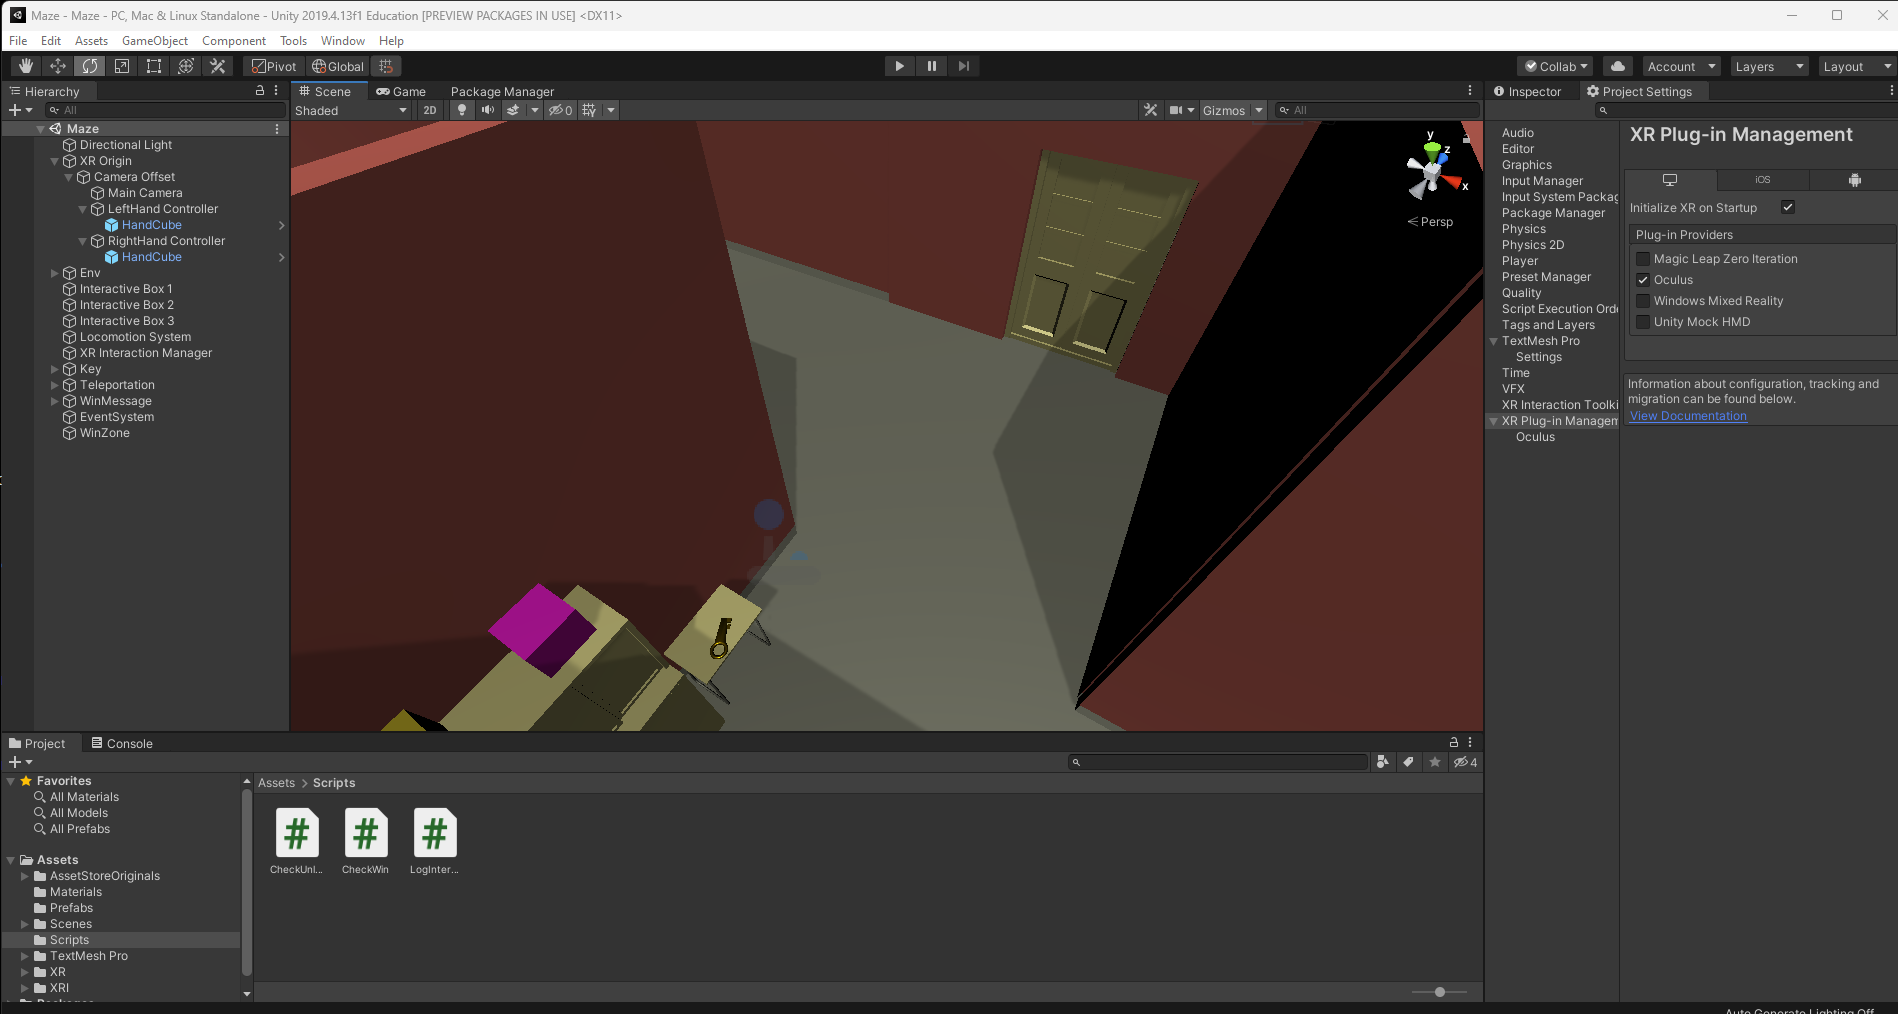 Maze - Maze - PC, Mac & Linux Standalone - Unity 2019.4.13f1 Education [PREVIEW PACKAGES IN USE] <DX11>
File Edit Assets GameObject Component Tools Window Help
Pivot Global Collab Account Layers Layout
Hierarchy
All
Maze
Directional Light
XR Origin
Camera Offset
Main Camera
LeftHand Controller
HandCube
RightHand Controller
HandCube
Env
Interactive Box 1
Interactive Box 2
Interactive Box 3
Locomotion System
XR Interaction Manager
Key
Teleportation
WinMessage
EventSystem
WinZone
Scene Game Package Manager
Shaded 2D 0 Gizmos All
y
z
x
Persp
Inspector Project Settings
Audio
Editor
Graphics
Input Manager
Input System Packag
Package Manager
Physics
Physics 2D
Player
Preset Manager
Quality
Script Execution Orde
Tags and Layers
TextMesh Pro
Settings
Time
VFX
XR Interaction Toolki
XR Plug-in Managem
Oculus
XR Plug-in Management
iOS
Initialize XR on Startup
Plug-in Providers
Magic Leap Zero Iteration
Oculus
Windows Mixed Reality
Unity Mock HMD
Information about configuration, tracking and
migration can be found below.
View Documentation
Project Console
4
Favorites
All Materials
All Models
All Prefabs
Assets
AssetStoreOriginals
Materials
Prefabs
Scenes
Scripts
TextMesh Pro
XR
XRI
Assets > Scripts
CheckUnl...
CheckWin
LogInter...
Auto Generate Lighting Off